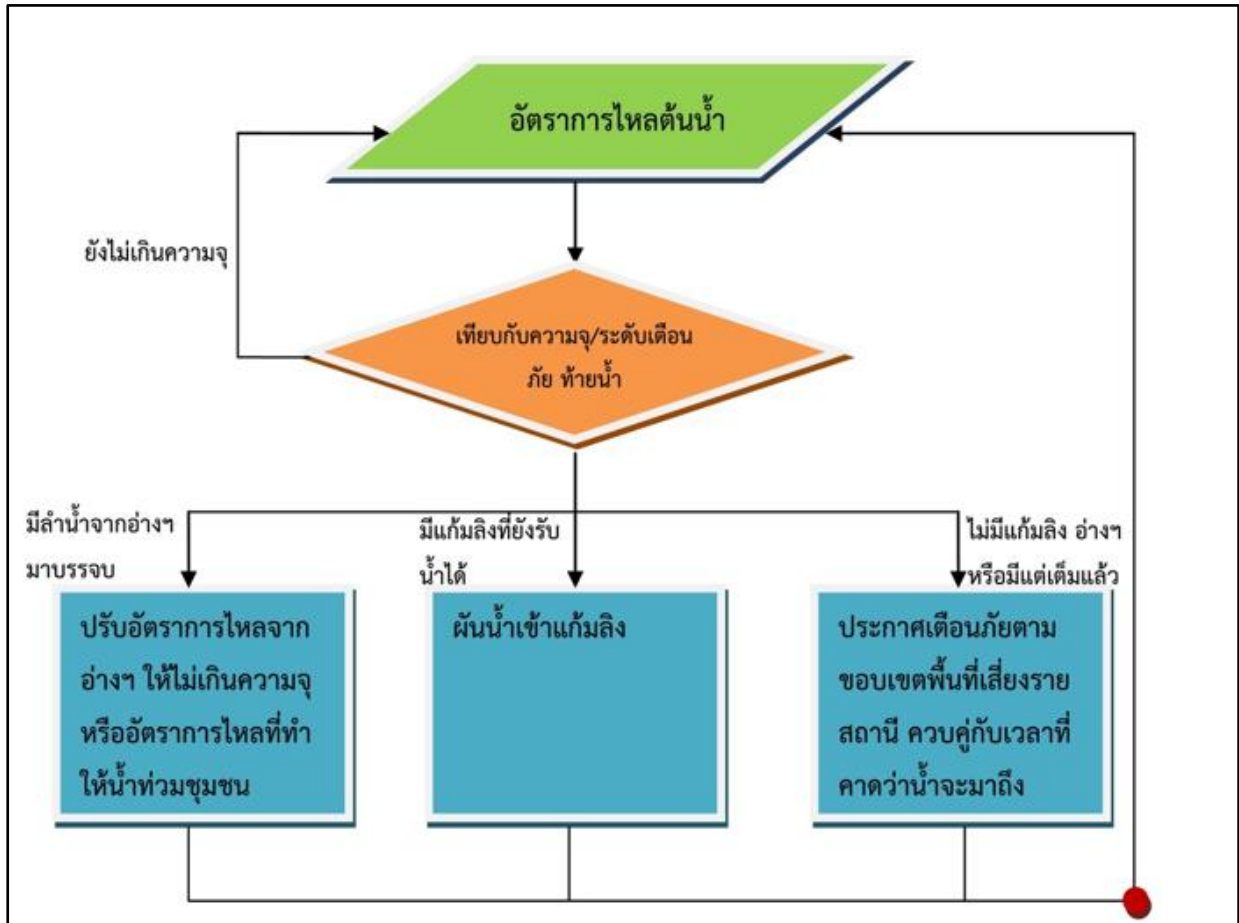 อัตราการไหลต้นน้ำ
ยังไม่เกินความจุ
เทียบกับความจุ/ระดับเตือน
ภัย ท้ายน้ำ
มีลำน้ำจากอ่างฯ
มาบรรจบ
มีแก้มลิงที่ยังรับ
น้ำได้
ไม่มีแก้มลิง อ่างฯ
หรือมีแต่เต็มแล้ว
ปรับอัตราการไหลจาก
อ่างฯ ให้ไม่เกินความจุ
หรืออัตราการไหลที่ทำ
ให้น้ำท่วมชุมชน
ผันน้ำเข้าแก้มลิง
ประกาศเตือนภัยตาม
ขอบเขตพื้นที่เสี่ยงราย
สถานี ควบคู่กับเวลาที่
คาดว่าน้ำจะมาถึง